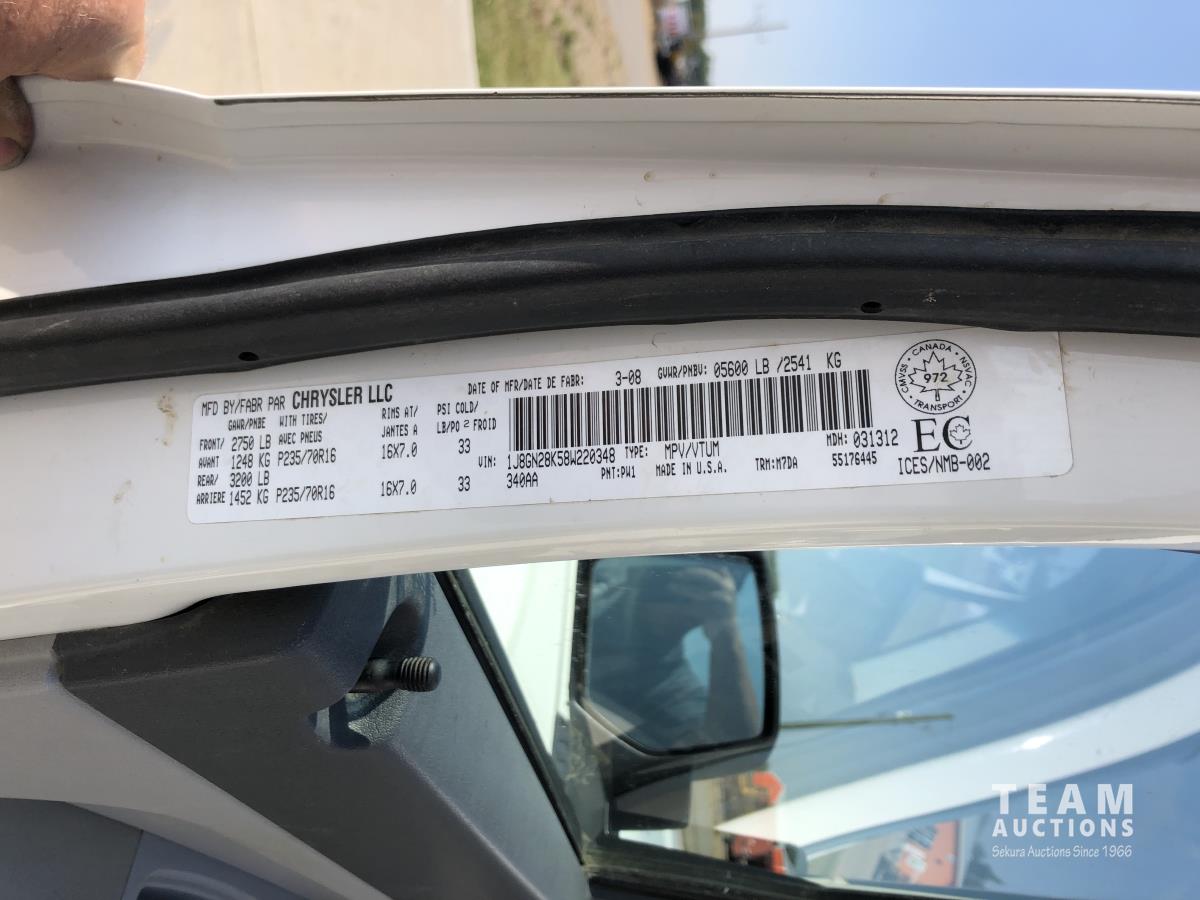 MFD BY/FABR PAR CHRYSLER LLC DATE OF MFR/DATE DE FABR: 3-08 GVWR/PNBV: 05600 LB /2541 KG
GAWR/PNBE WITH TIRES/ RIMS AT/ PSI COLD/
AVEC PNEUS JANTES A LB/PO² FROID
FRONT/ 2750 LB
AVANT 1248 KG P235/70R16 16X7.0 33
REAR/ 3200 LB
ARRIERE 1452 KG P235/70R16 16X7.0 33
VIN: 1J8GN28K58W220348 TYPE: MPV/VTUM MDH: 031312
340AA PNT:PW1 MADE IN U.S.A. TRM:M7DA 55176445
CANADA
CMVSS NSVAC
972
TRANSPORT
EC
ICES/NMB-002
TEAM
AUCTIONS
Sekura Auctions Since 1966